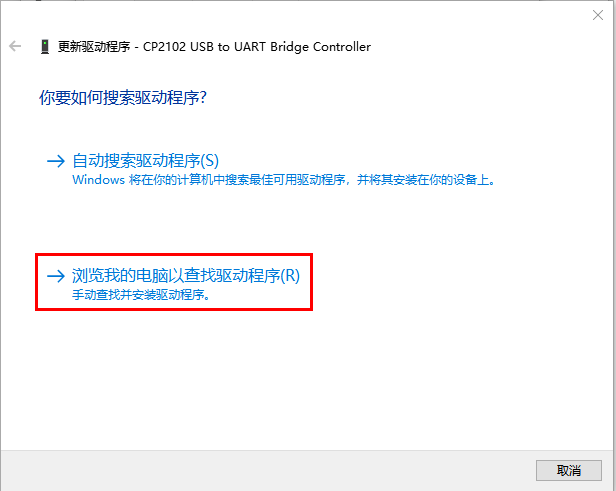 更新驱动程序 - CP2102 USB to UART Bridge Controller
你要如何搜索驱动程序?
自动搜索驱动程序(S)
Windows 将在你的计算机中搜索最佳可用驱动程序，并将其安装在你的设备上。
浏览我的电脑以查找驱动程序(R)
手动查找并安装驱动程序。
取消